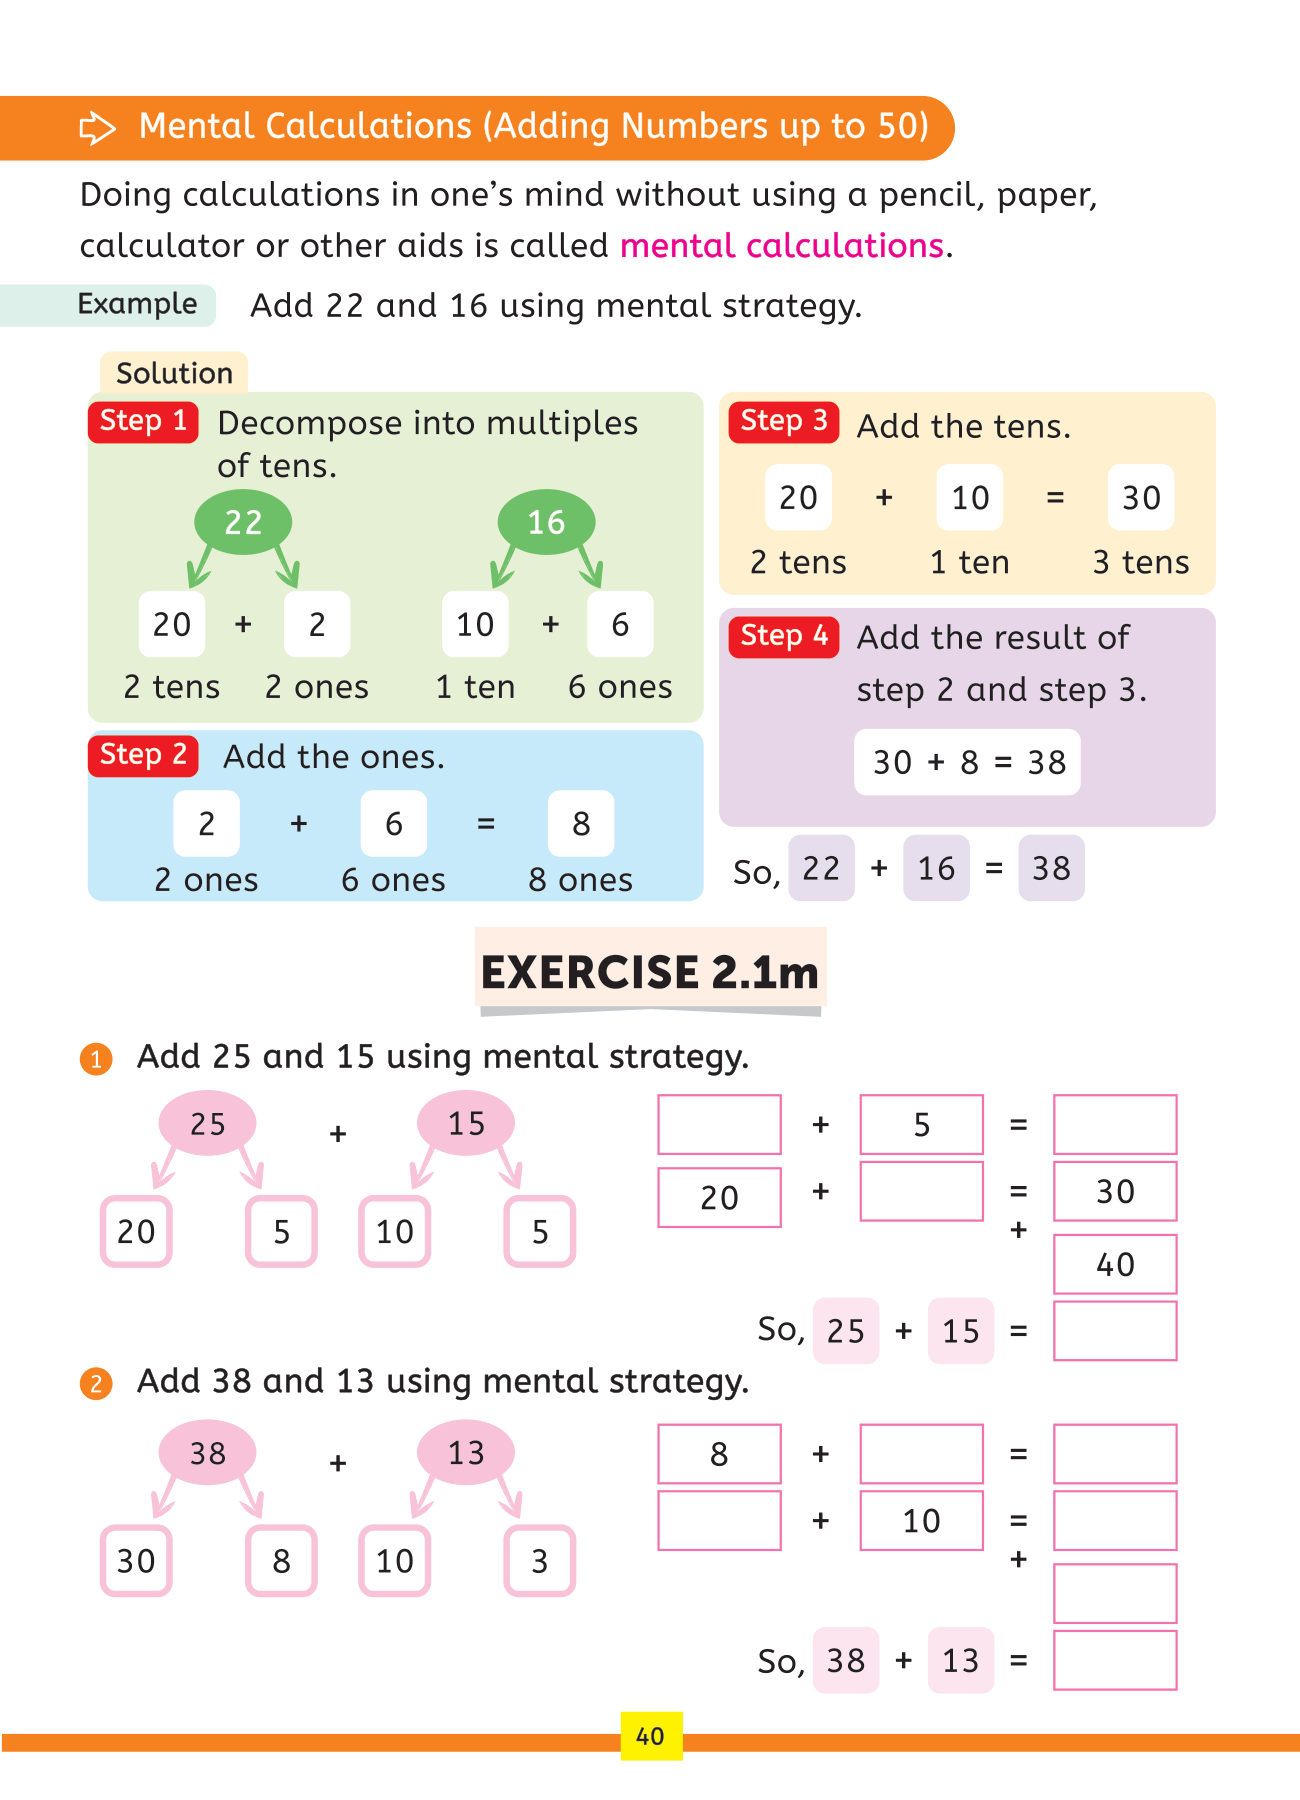 Mental Calculations (Adding Numbers up to 50)
Doing calculations in one's mind without using a pencil, paper,
calculator or other aids is called mental calculations.
Example Add 22 and 16 using mental strategy.
Solution
Step 1 Decompose into multiples
of tens.
22 16
20 + 2 10 + 6
2 tens 2 ones 1 ten 6 ones
Step 2 Add the ones.
2 + 6 = 8
2 ones 6 ones 8 ones
Step 3 Add the tens.
20 + 10 = 30
2 tens 1 ten 3 tens
Step 4 Add the result of
step 2 and step 3.
30 + 8 = 38
So, 22 + 16 = 38
EXERCISE 2.1m
1 Add 25 and 15 using mental strategy.
25 + 15
20 5 10 5
+ 5 =
20 + = 30
+
40
So, 25 + 15 =
2 Add 38 and 13 using mental strategy.
38 + 13
30 8 10 3
8 + =
+ 10 =
+
So, 38 + 13 =
40